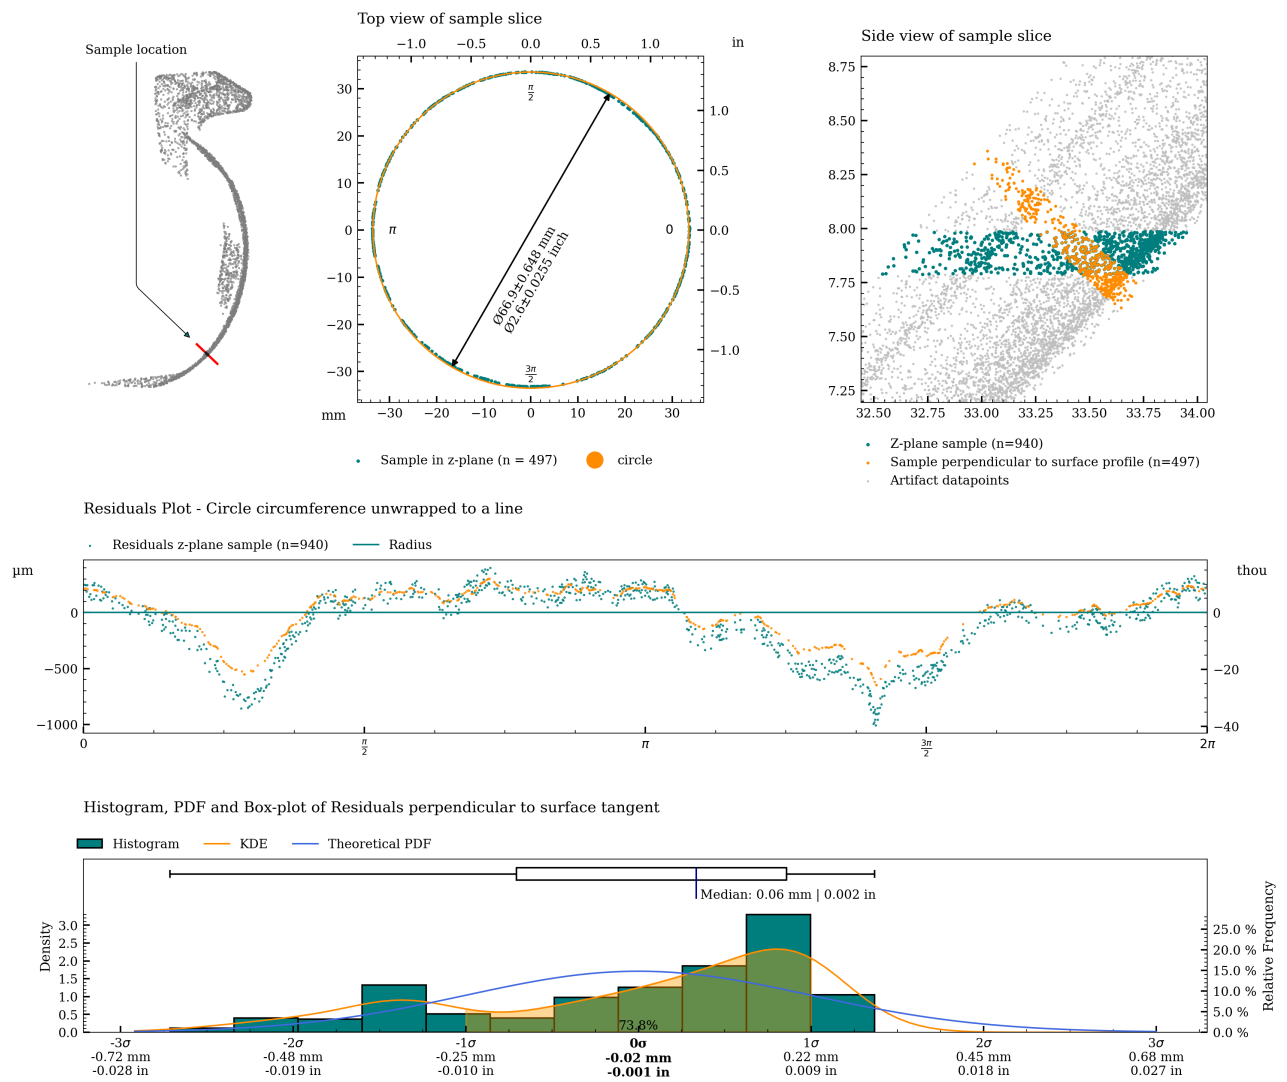 Top view of sample slice
Sample location
−1.0 −0.5 0.0 0.5 1.0 in
30 20 10 0 −10 −20 −30
1.0 0.5 0.0 −0.5 −1.0
π/2
π
0
3π/2
Ø66.9±0.648 mm
Ø2.6±0.0255 inch
mm −30 −20 −10 0 10 20 30
Sample in z-plane (n = 497) circle
Side view of sample slice
8.75
8.50
8.25
8.00
7.75
7.50
7.25
32.50 32.75 33.00 33.25 33.50 33.75 34.00
Z-plane sample (n=940)
Sample perpendicular to surface profile (n=497)
Artifact datapoints
Residuals Plot - Circle circumference unwrapped to a line
Residuals z-plane sample (n=940) Radius
µm thou
0 0
−500 −20
−1000 −40
0 π/2 π 3π/2 2π
Histogram, PDF and Box-plot of Residuals perpendicular to surface tangent
Histogram KDE Theoretical PDF
Median: 0.06 mm | 0.002 in
Density
3.0
2.5
2.0
1.5
1.0
0.5
0.0
Relative Frequency
25.0 %
20.0 %
15.0 %
10.0 %
5.0 %
0.0 %
73.8%
-3σ -2σ -1σ 0σ 1σ 2σ 3σ
-0.72 mm -0.48 mm -0.25 mm -0.02 mm 0.22 mm 0.45 mm 0.68 mm
-0.028 in -0.019 in -0.010 in -0.001 in 0.009 in 0.018 in 0.027 in